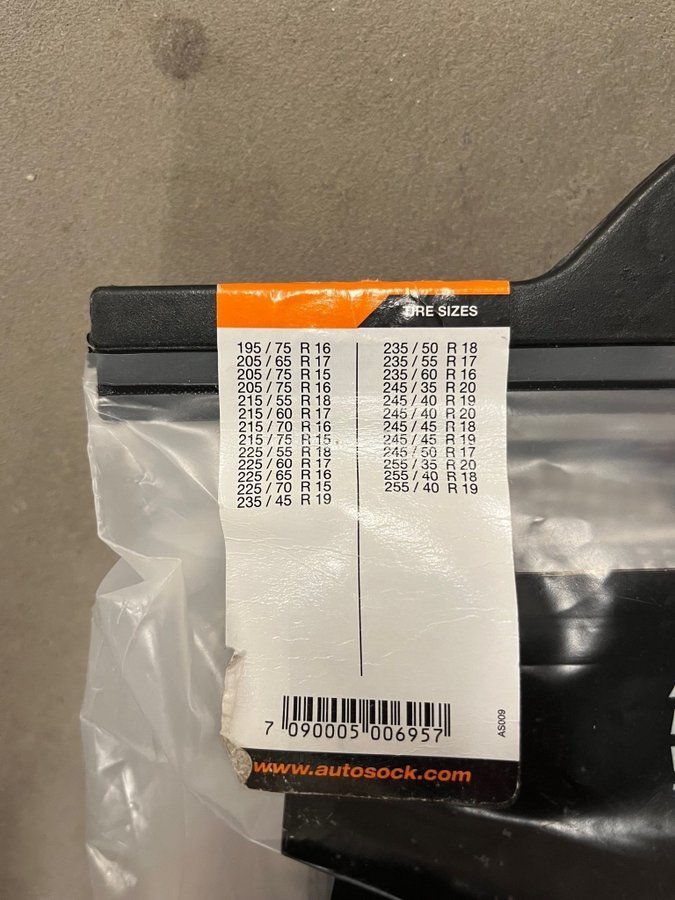 TIRE SIZES
195 / 75 R 16
205 / 65 R 17
205 / 75 R 15
205 / 75 R 16
215 / 55 R 18
215 / 60 R 17
215 / 70 R 16
215 / 75 R 15
225 / 55 R 18
225 / 60 R 17
225 / 65 R 16
225 / 70 R 15
235 / 45 R 19
235 / 50 R 18
235 / 55 R 17
235 / 60 R 16
245 / 35 R 20
245 / 40 R 19
245 / 40 R 20
245 / 45 R 18
245 / 45 R 19
245 / 50 R 17
255 / 35 R 20
255 / 40 R 18
255 / 40 R 19
7 090005 006957
AS009
www.autosock.com